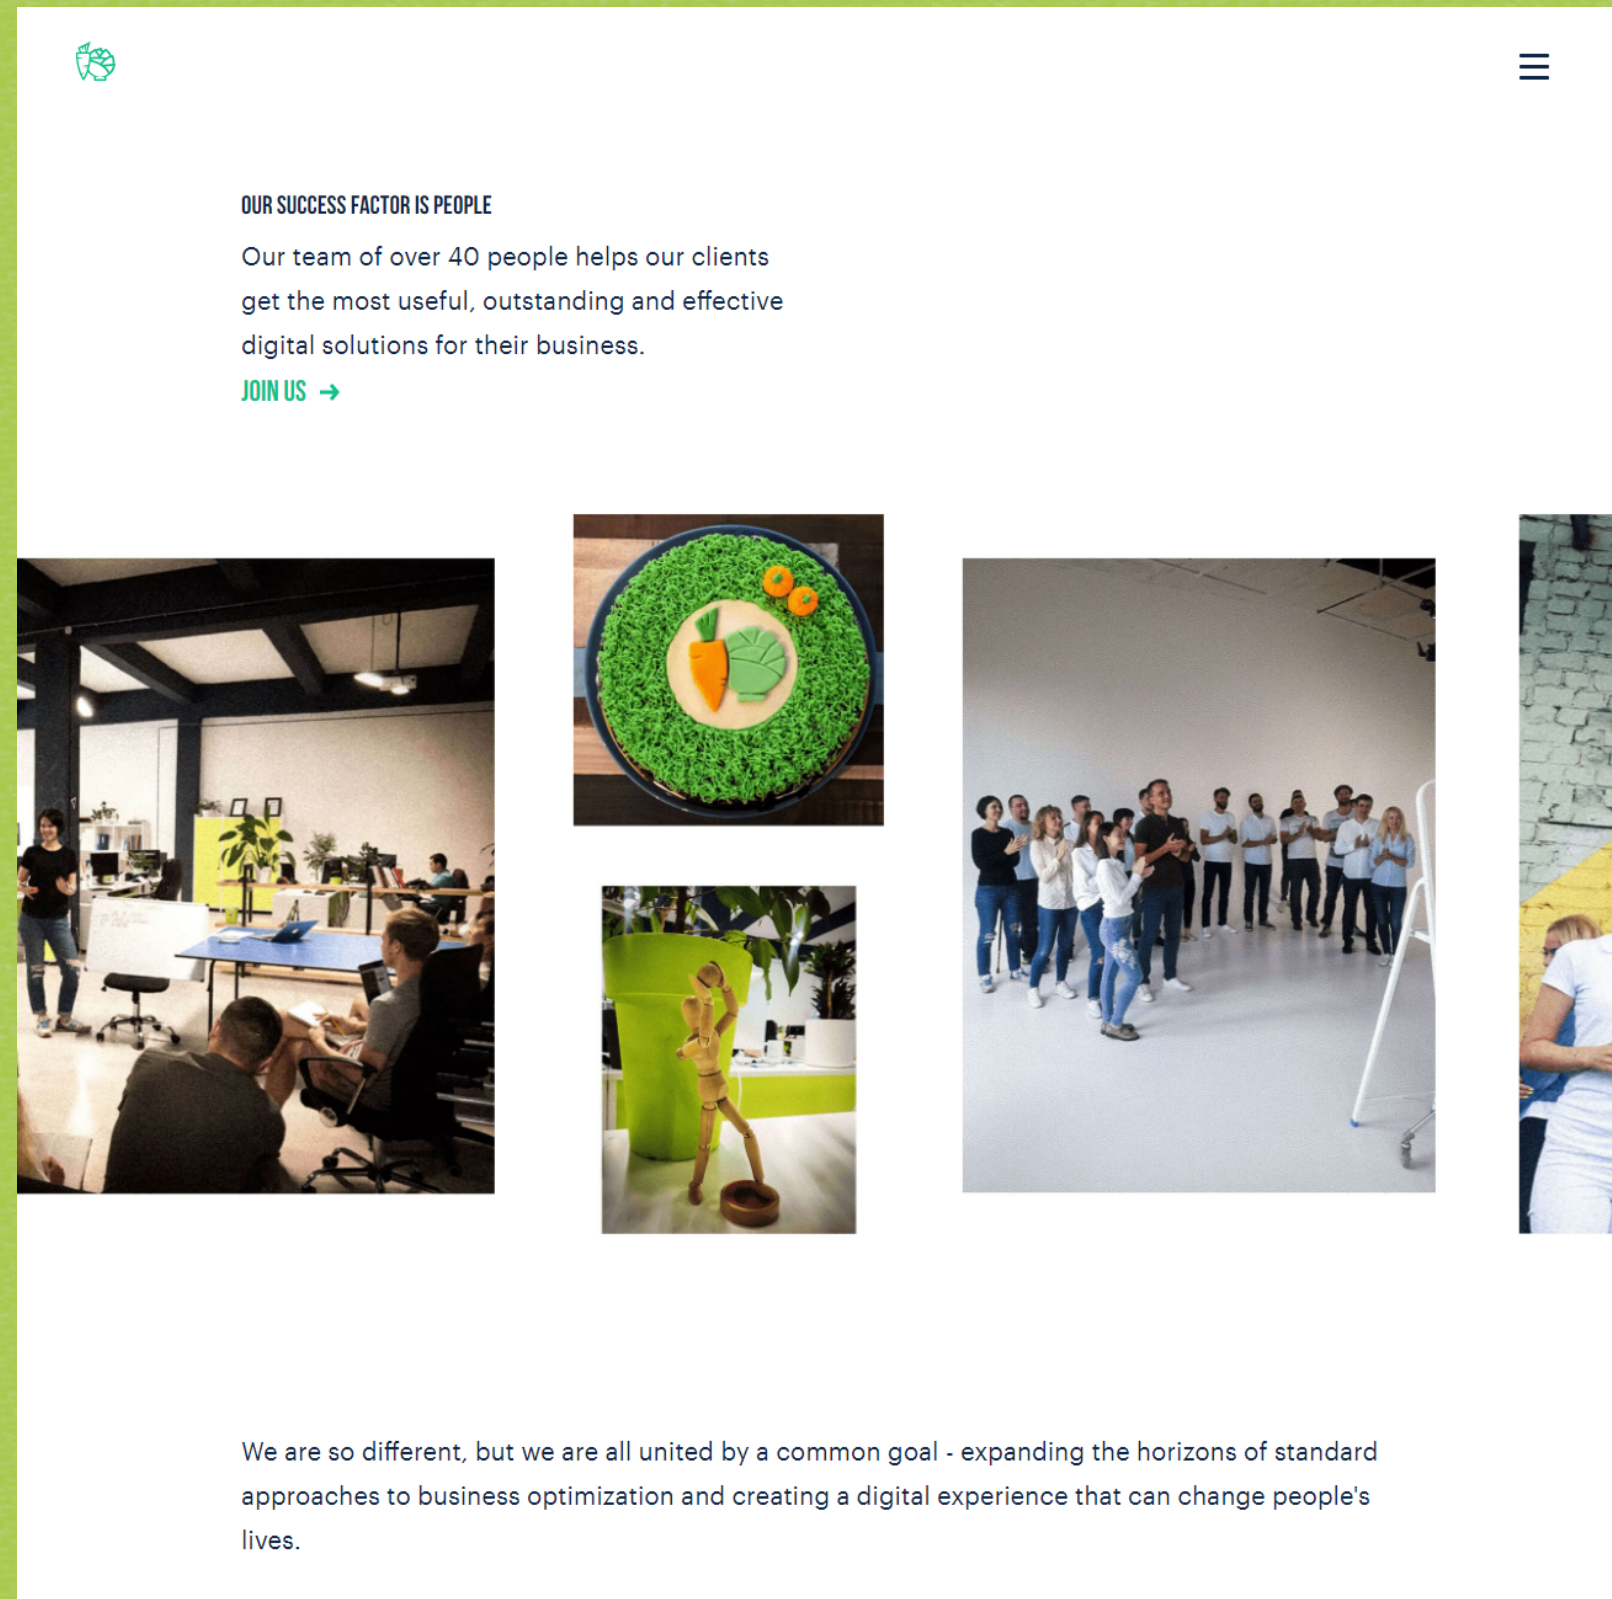 OUR SUCCESS FACTOR IS PEOPLE
Our team of over 40 people helps our clients
get the most useful, outstanding and effective
digital solutions for their business.
JOIN US →
We are so different, but we are all united by a common goal - expanding the horizons of standard
approaches to business optimization and creating a digital experience that can change people's
lives.